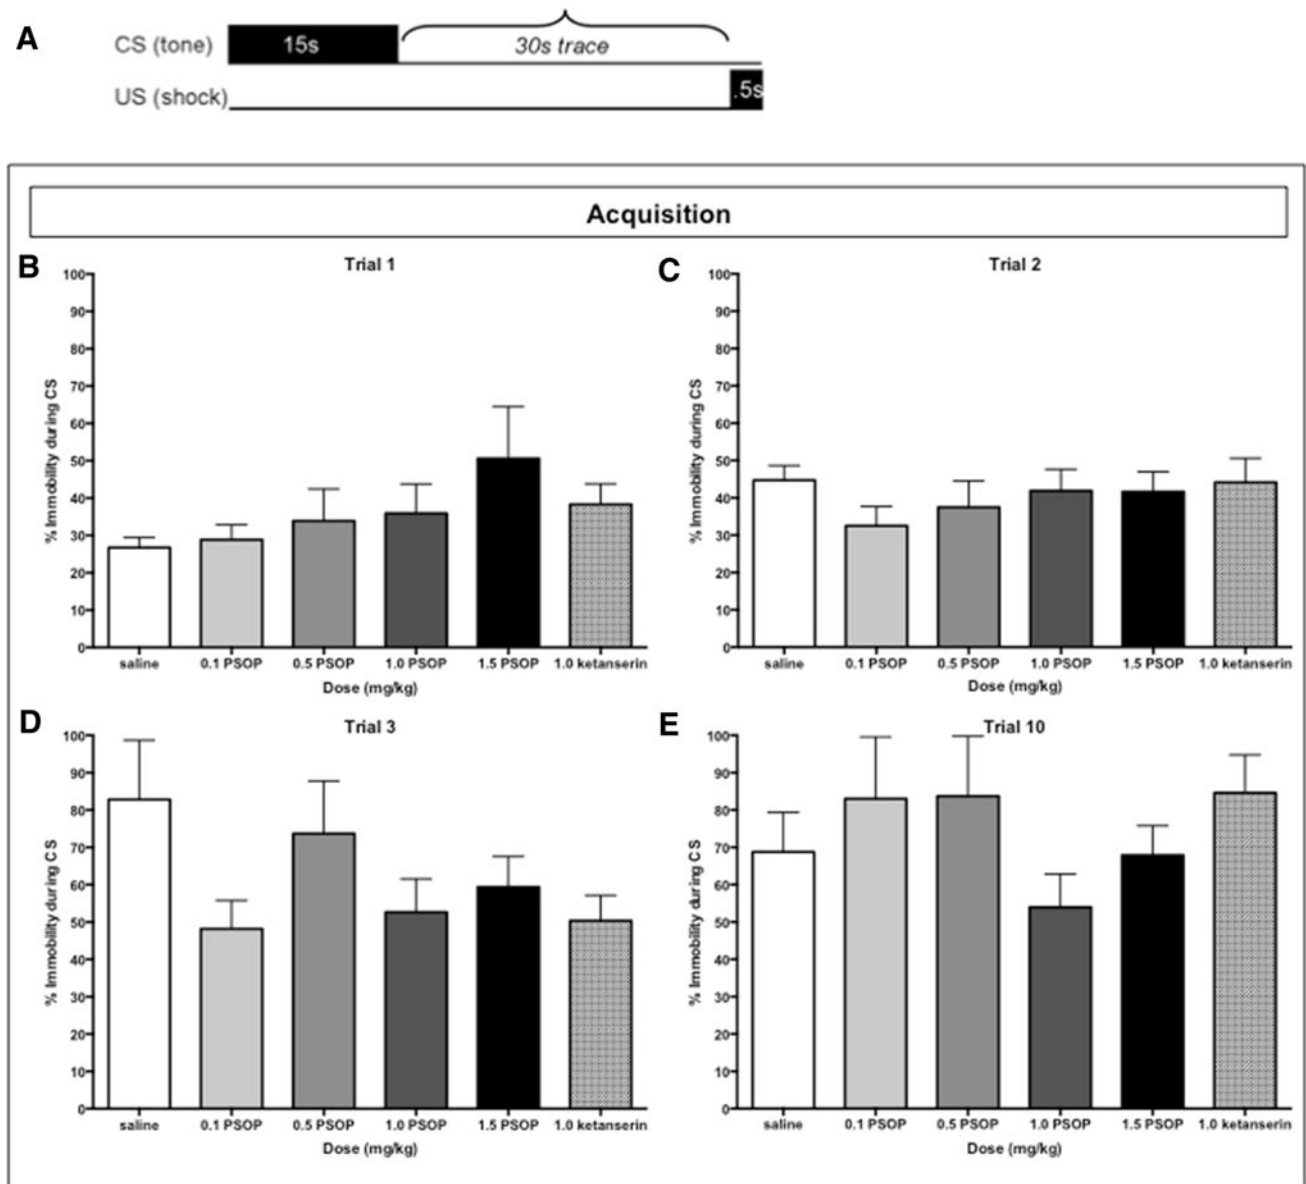 A
CS (tone) 15s 30s trace
US (shock) .5s
Acquisition
B
Trial 1
% Immobility during CS
100
90
80
70
60
50
40
30
20
10
0
saline 0.1 PSOP 0.5 PSOP 1.0 PSOP 1.5 PSOP 1.0 ketanserin
Dose (mg/kg)
C
Trial 2
% Immobility during CS
100
90
80
70
60
50
40
30
20
10
0
saline 0.1 PSOP 0.5 PSOP 1.0 PSOP 1.5 PSOP 1.0 ketanserin
Dose (mg/kg)
D
Trial 3
% Immobility during CS
100
90
80
70
60
50
40
30
20
10
0
saline 0.1 PSOP 0.5 PSOP 1.0 PSOP 1.5 PSOP 1.0 ketanserin
Dose (mg/kg)
E
Trial 10
% Immobility during CS
100
90
80
70
60
50
40
30
20
10
0
saline 0.1 PSOP 0.5 PSOP 1.0 PSOP 1.5 PSOP 1.0 ketanserin
Dose (mg/kg)